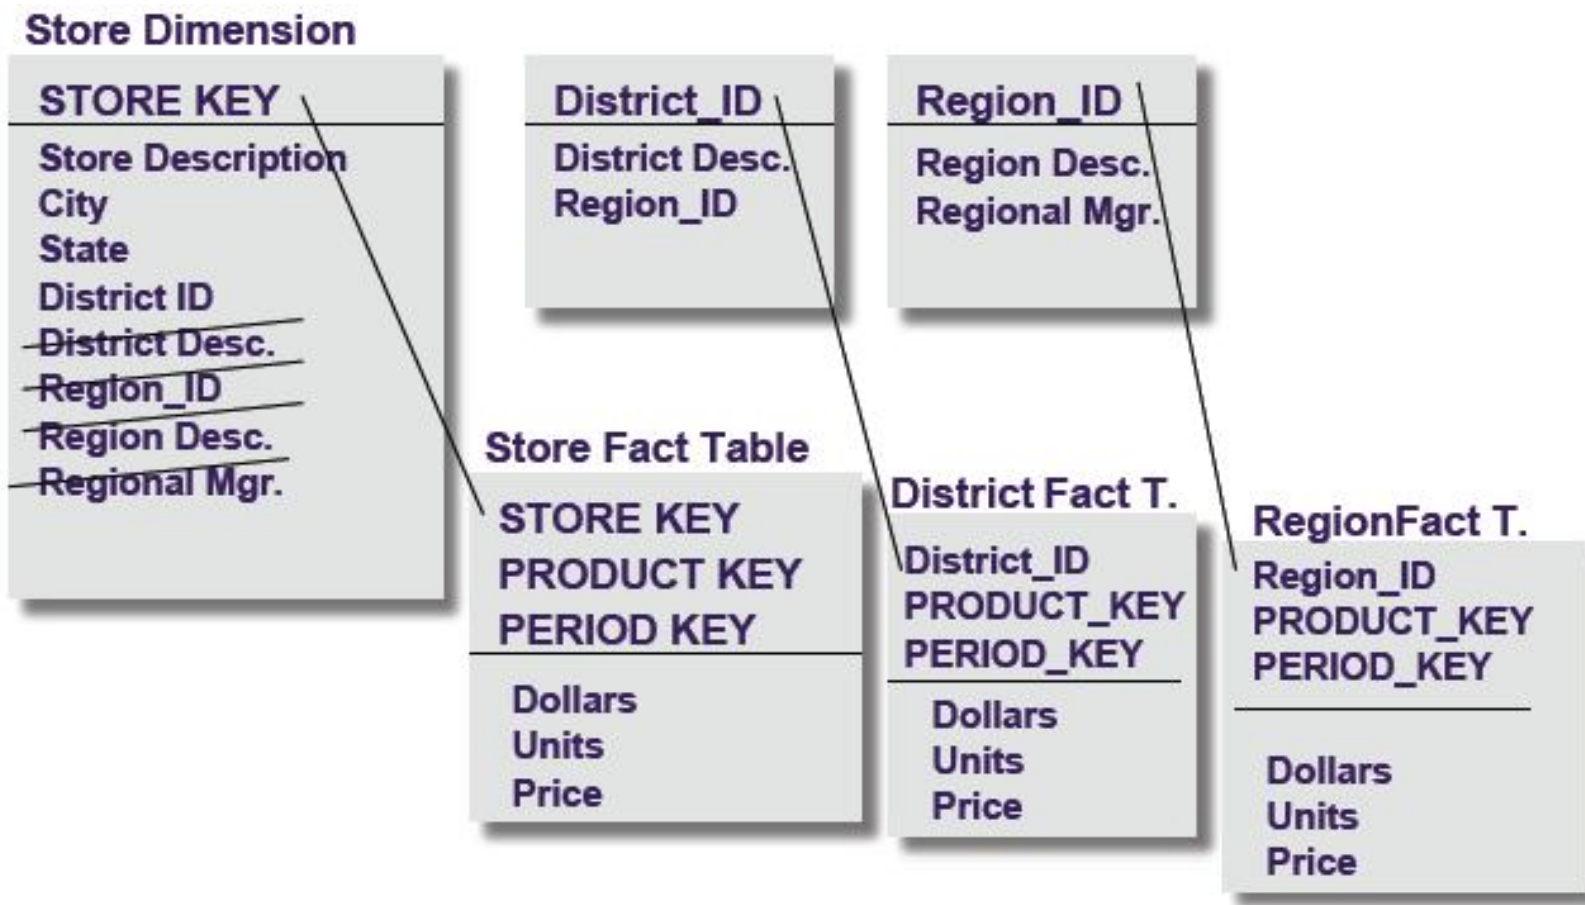 Store Dimension
STORE KEY
Store Description
City
State
District ID
District Desc.
Region_ID
Region Desc.
Regional Mgr.
District_ID
District Desc.
Region_ID
Region_ID
Region Desc.
Regional Mgr.
Store Fact Table
STORE KEY
PRODUCT KEY
PERIOD KEY
Dollars
Units
Price
District Fact T.
District_ID
PRODUCT_KEY
PERIOD_KEY
Dollars
Units
Price
RegionFact T.
Region_ID
PRODUCT_KEY
PERIOD_KEY
Dollars
Units
Price